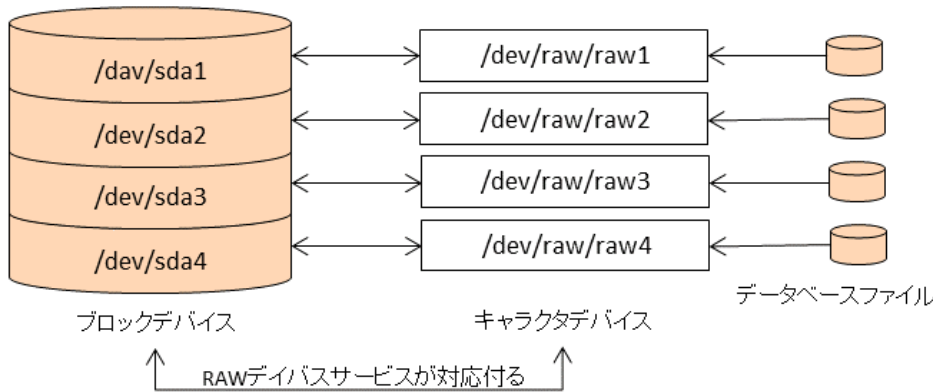 /dav/sda1
/dev/raw/raw1
/dev/sda2
/dev/raw/raw2
/dev/sda3
/dev/raw/raw3
/dev/sda4
/dev/raw/raw4
データベースファイル
ブロックデバイス
キャラクタデバイス
RAWデイバスサービスが対応付る